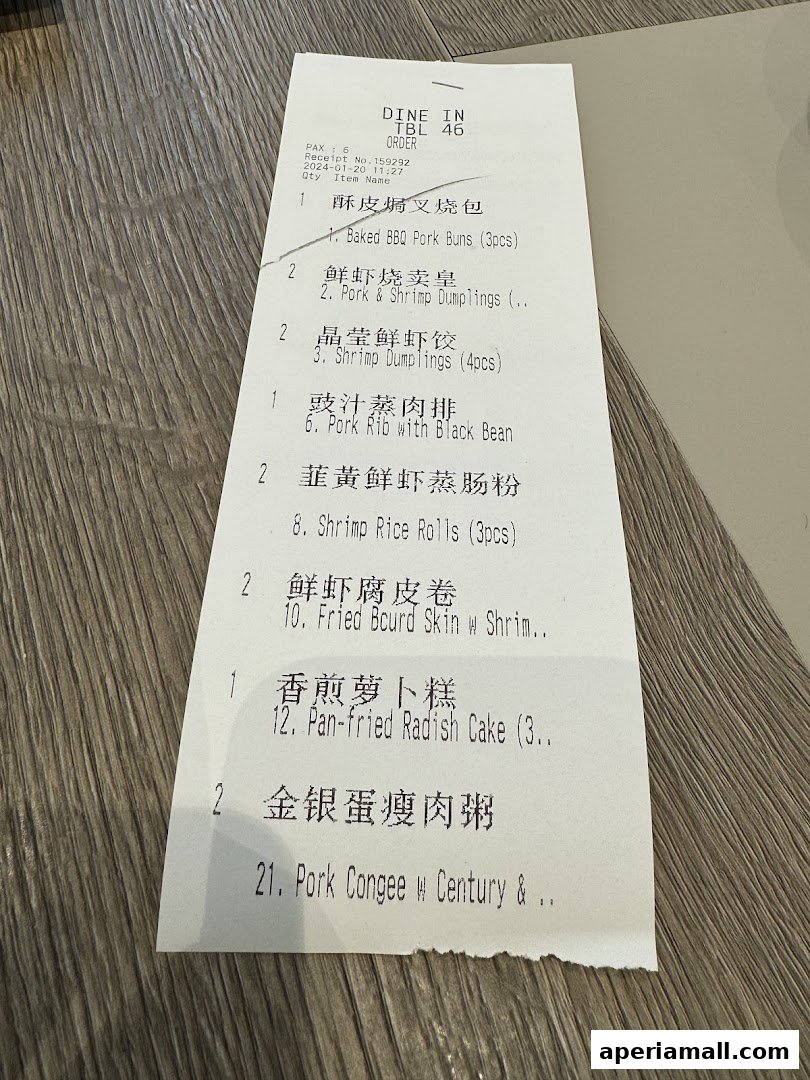 DINE IN
TBL 46
ORDER
PAX : 6
Receipt No.159292
2024-01-20 11:27
Qty Item Name
1 酥皮焗叉烧包
1. Baked BBQ Pork Buns (3pcs)
2 鲜虾烧卖皇
2. Pork & Shrimp Dumplings (..
2 晶莹鲜虾饺
3. Shrimp Dumplings (4pcs)
1 豉汁蒸肉排
6. Pork Rib with Black Bean
2 韮黃鲜虾蒸肠粉
8. Shrimp Rice Rolls (3pcs)
2 鲜虾腐皮卷
10. Fried Bcurd Skin w Shrim..
1 香煎萝卜糕
12. Pan-fried Radish Cake (3..
2 金银蛋瘦肉粥
21. Pork Congee w Century & ..
aperiamall.com